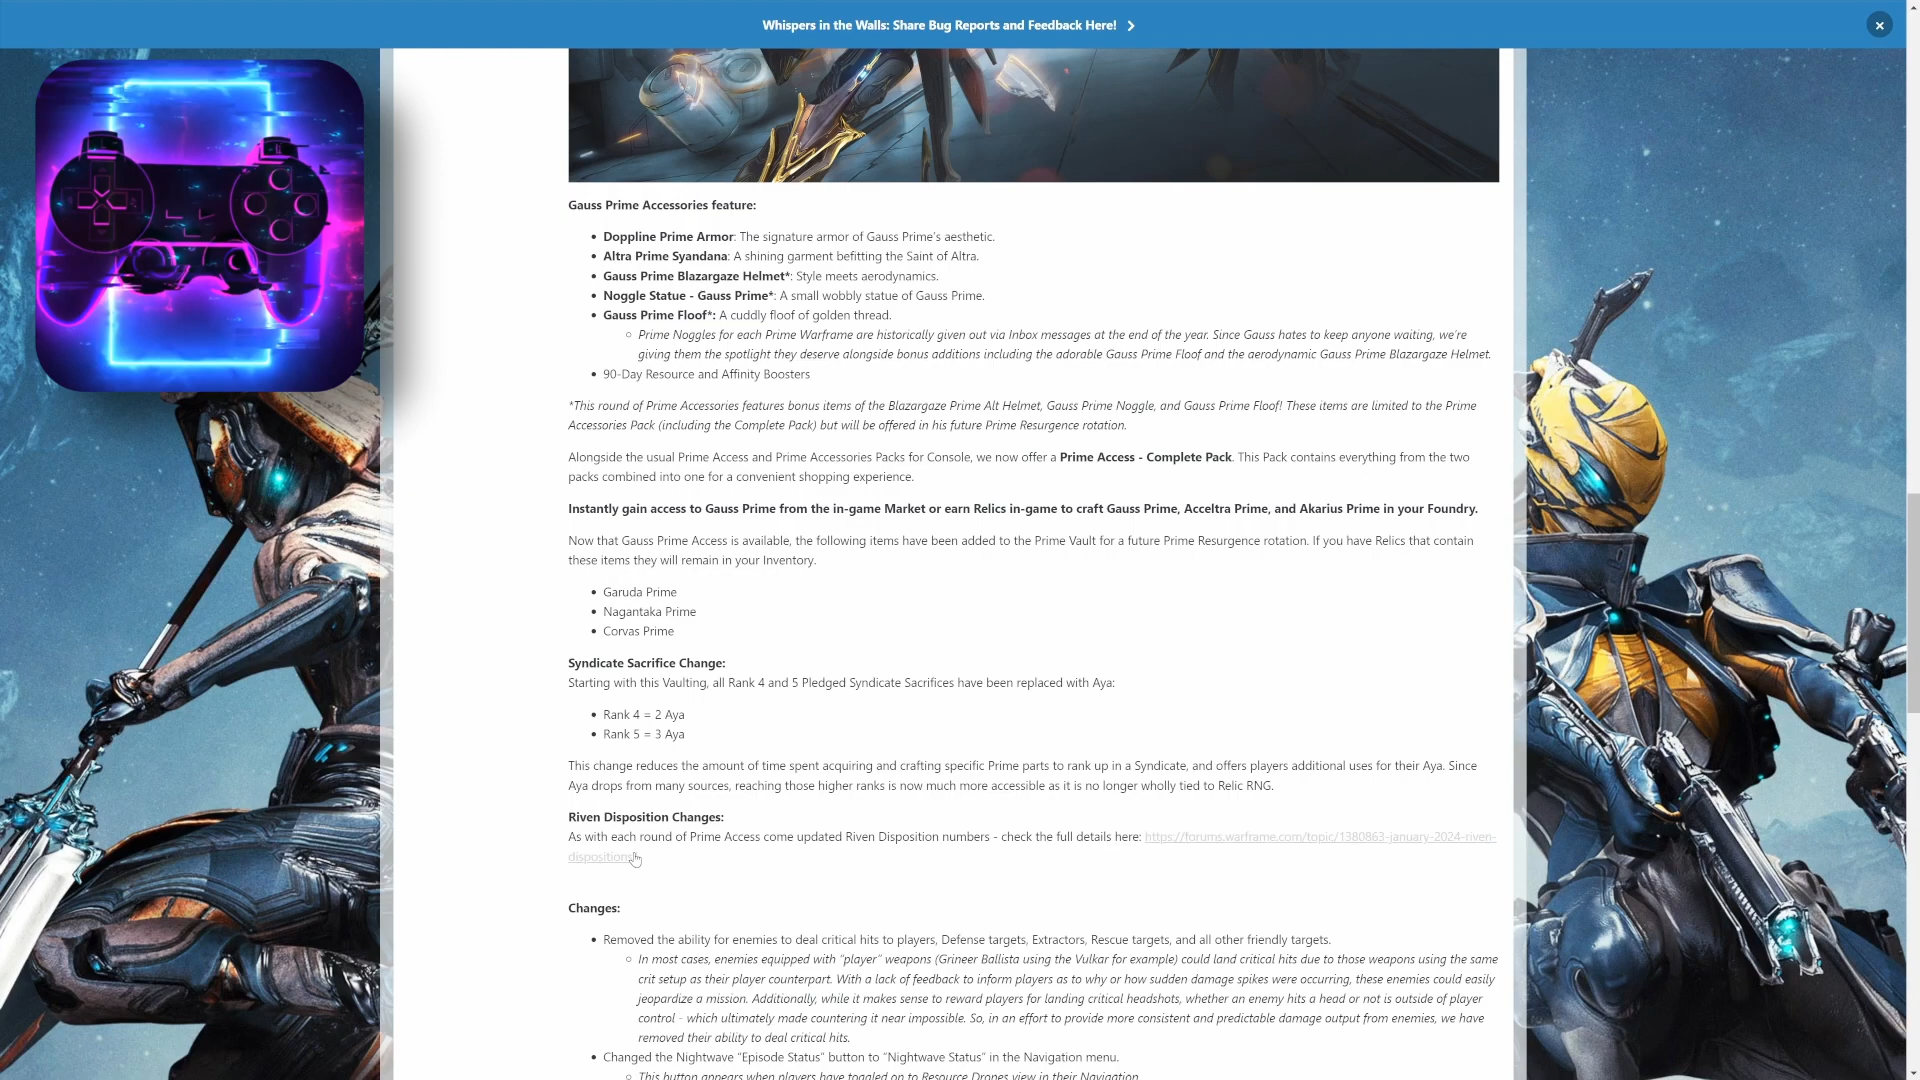 Whispers in the Walls: Share Bug Reports and Feedback Here!
Gauss Prime Accessories feature:
Doppline Prime Armor: The signature armor of Gauss Prime's aesthetic.
Altra Prime Syandana: A shining garment befitting the Saint of Altra.
Gauss Prime Blazargaze Helmet*: Style meets aerodynamics.
Noggle Statue - Gauss Prime*: A small wobbly statue of Gauss Prime.
Gauss Prime Floof*: A cuddly floof of golden thread.
Prime Noggles for each Prime Warframe are historically given out via Inbox messages at the end of the year. Since Gauss hates to keep anyone waiting, we're
giving them the spotlight they deserve alongside bonus additions including the adorable Gauss Prime Floof and the aerodynamic Gauss Prime Blazargaze Helmet.
90-Day Resource and Affinity Boosters
*This round of Prime Accessories features bonus items of the Blazargaze Prime Alt Helmet, Gauss Prime Noggle, and Gauss Prime Floof! These items are limited to the Prime
Accessories Pack (including the Complete Pack) but will be offered in his future Prime Resurgence rotation.
Alongside the usual Prime Access and Prime Accessories Packs for Console, we now offer a Prime Access - Complete Pack. This Pack contains everything from the two
packs combined into one for a convenient shopping experience.
Instantly gain access to Gauss Prime from the in-game Market or earn Relics in-game to craft Gauss Prime, Acceltra Prime, and Akarius Prime in your Foundry.
Now that Gauss Prime Access is available, the following items have been added to the Prime Vault for a future Prime Resurgence rotation. If you have Relics that contain
these items they will remain in your Inventory.
Garuda Prime
Nagantaka Prime
Corvas Prime
Syndicate Sacrifice Change:
Starting with this Vaulting, all Rank 4 and 5 Pledged Syndicate Sacrifices have been replaced with Aya:
Rank 4 = 2 Aya
Rank 5 = 3 Aya
This change reduces the amount of time spent acquiring and crafting specific Prime parts to rank up in a Syndicate, and offers players additional uses for their Aya. Since
Aya drops from many sources, reaching those higher ranks is now much more accessible as it is no longer wholly tied to Relic RNG.
Riven Disposition Changes:
As with each round of Prime Access come updated Riven Disposition numbers - check the full details here: https://forums.warframe.com/topic/1380863-january-2024-riven-
dispositions
Changes:
Removed the ability for enemies to deal critical hits to players, Defense targets, Extractors, Rescue targets, and all other friendly targets.
In most cases, enemies equipped with "player" weapons (Grineer Ballista using the Vulkar for example) could land critical hits due to those weapons using the same
crit setup as their player counterpart. With a lack of feedback to inform players as to why or how sudden damage spikes were occurring, these enemies could easily
jeopardize a mission. Additionally, while it makes sense to reward players for landing critical headshots, whether an enemy hits a head or not is outside of player
control - which ultimately made countering it near impossible. So, in an effort to provide more consistent and predictable damage output from enemies, we have
removed their ability to deal critical hits.
Changed the Nightwave "Episode Status" button to "Nightwave Status" in the Navigation menu.
This button appears when players have toggled on to Resource Drones view in their Navigation